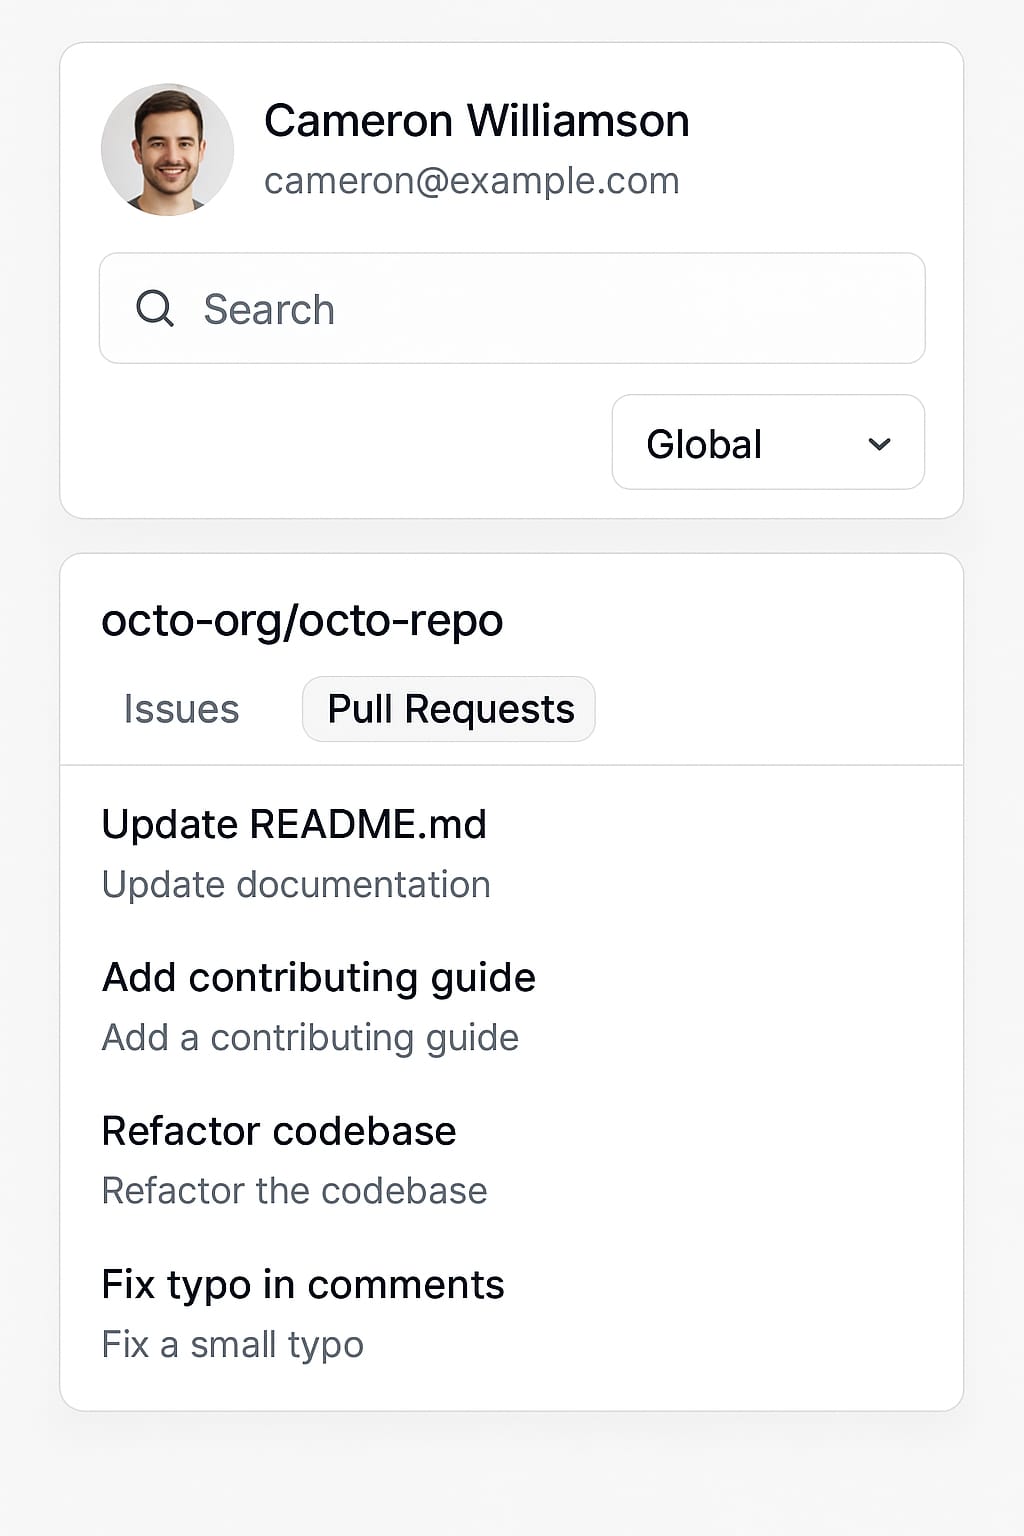 Cameron Williamson
cameron@example.com
Search
Global
octo-org/octo-repo
Issues
Pull Requests
Update README.md
Update documentation
Add contributing guide
Add a contributing guide
Refactor codebase
Refactor the codebase
Fix typo in comments
Fix a small typo